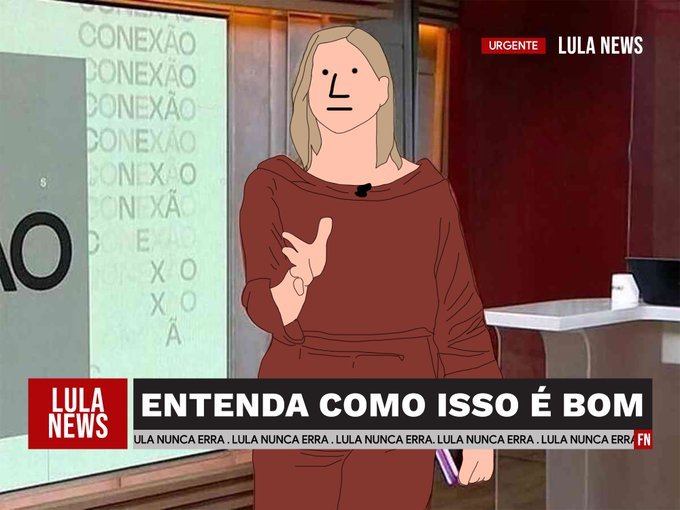 CONEXÃO
CONEXÃO
CONEXÃO
CONEXÃO
CONEXÃO
CONEXÃO
C E O
X O
X O
Ã
S
ÃO
URGENTE LULA NEWS
LULA NEWS
ENTENDA COMO ISSO É BOM
ULA NUNCA ERRA . LULA NUNCA ERRA . LULA NUNCA ERRA. LULA NUNCA ERRA . LULA NUNCA ERRA
FN